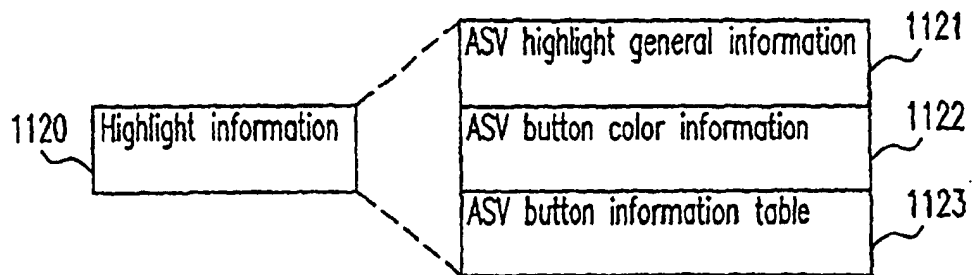 ASV highlight general information
1121
1120
Highlight information
ASV button color information
1122
ASV button information table
1123